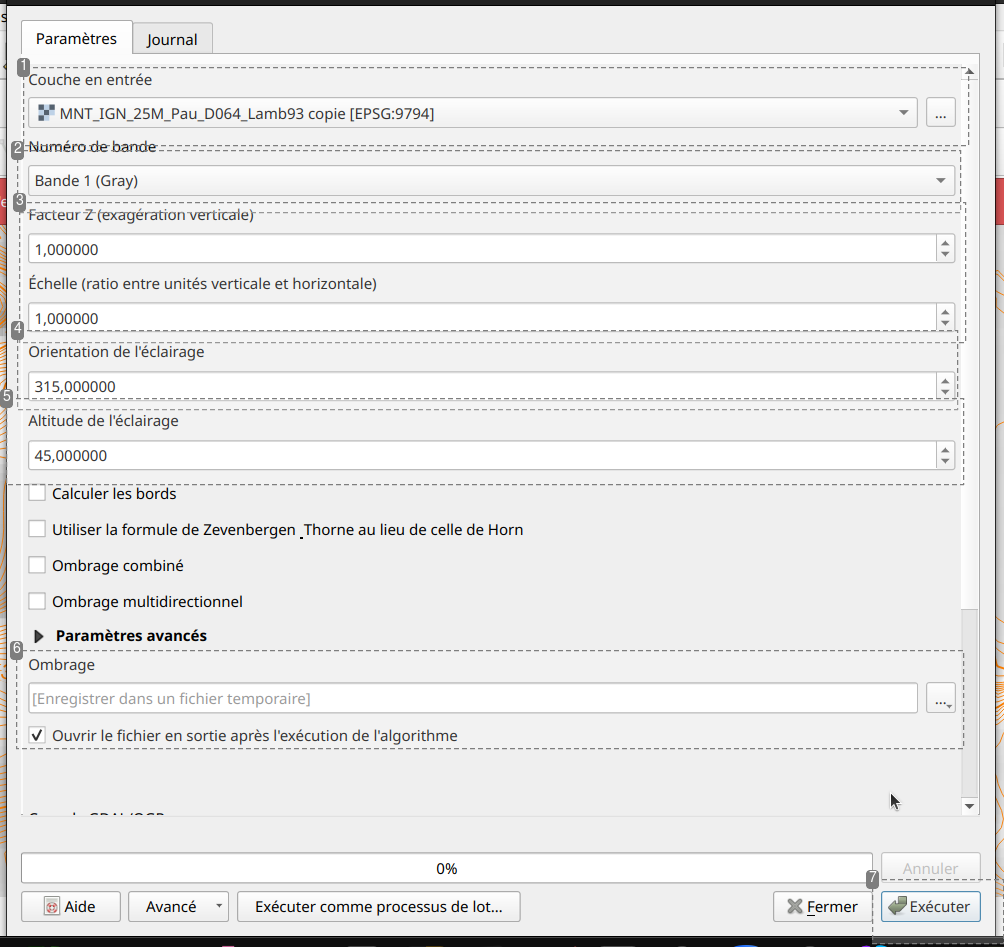 Paramètres
Journal
1
Couche en entrée
MNT_IGN_25M_Pau_D064_Lamb93 copie [EPSG:9794]
...
2
Numéro de bande
Bande 1 (Gray)
3
Facteur Z (exagération verticale)
1,000000
Échelle (ratio entre unités verticale et horizontale)
1,000000
4
Orientation de l'éclairage
315,000000
5
Altitude de l'éclairage
45,000000
Calculer les bords
Utiliser la formule de Zevenbergen _Thorne au lieu de celle de Horn
Ombrage combiné
Ombrage multidirectionnel
Paramètres avancés
6
Ombrage
[Enregistrer dans un fichier temporaire]
...
Ouvrir le fichier en sortie après l'exécution de l'algorithme
0%
Annuler
7
Aide
Avancé
Exécuter comme processus de lot...
Fermer
Exécuter